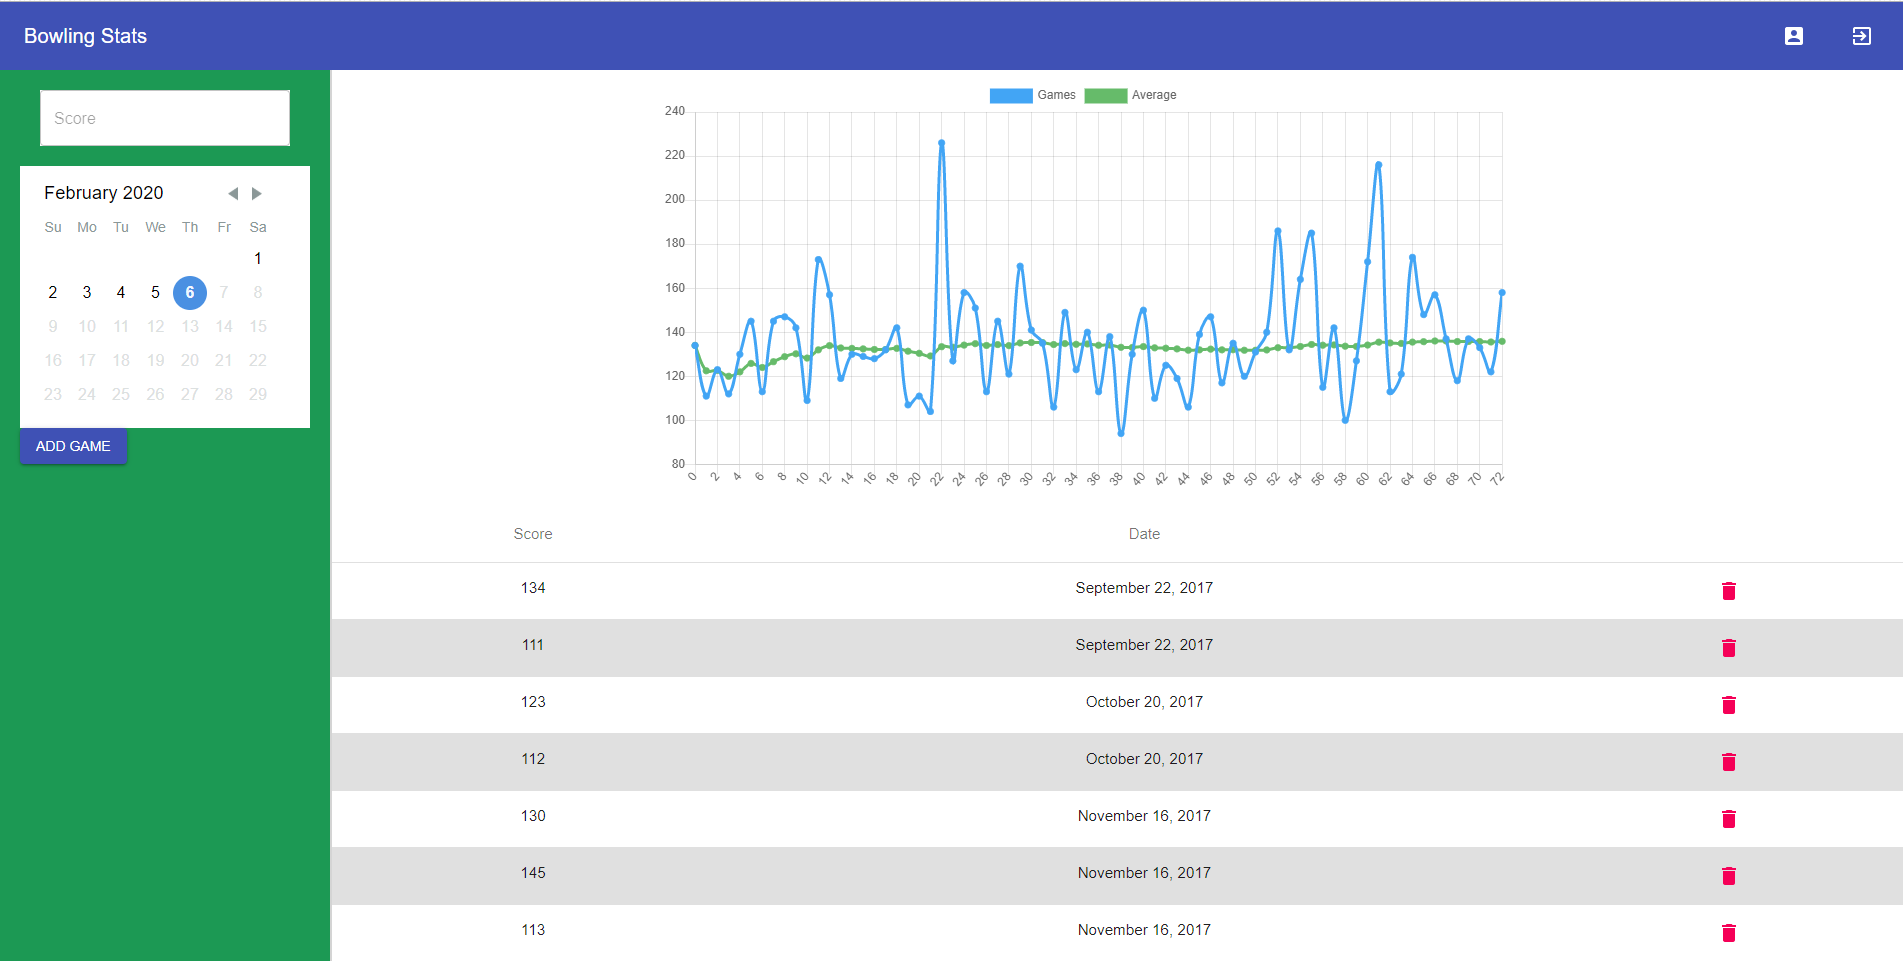 Bowling Stats
Score
February 2020
Su Mo Tu We Th Fr Sa
1
2 3 4 5 6 7 8
9 10 11 12 13 14 15
16 17 18 19 20 21 22
23 24 25 26 27 28 29
ADD GAME
Games Average
240
220
200
180
160
140
120
100
80
0 2 4 6 8 10 12 14 16 18 20 22 24 26 28 30 32 34 36 38 40 42 44 46 48 50 52 54 56 58 60 62 64 66 68 70 72
Score Date
134 September 22, 2017
111 September 22, 2017
123 October 20, 2017
112 October 20, 2017
130 November 16, 2017
145 November 16, 2017
113 November 16, 2017